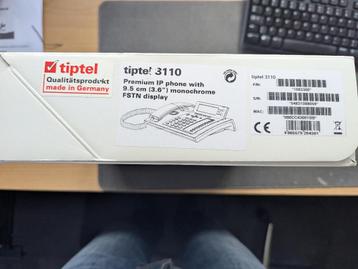 tiptel
Qualitätsprodukt
made in Germany
tiptel 3110
Premium IP phone with
9.5 cm (3.6") monochrome
FSTN display
tiptel 3110
P/N:
S/N:
MAC: